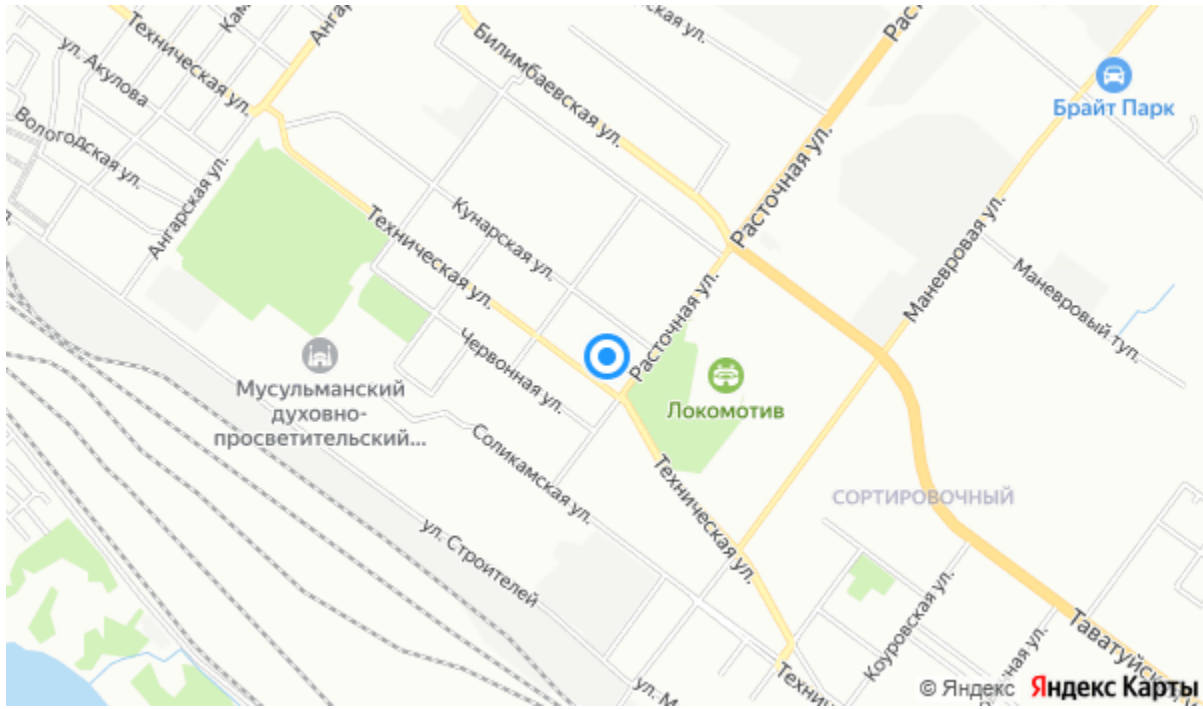 Техническая ул.
ул. Акулова
Вологодская ул.
Ангарская ул.
Билимбаевская ул.
Расточная ул.
Брайт Парк
Кунарская ул.
Техническая ул.
Маневровая ул.
Маневровый туп.
Расточная ул.
Червонная ул.
Мусульманский
духовно-
просветительский...
Локомотив
Соликамская ул.
Техническая ул.
СОРТИРОВОЧНЫЙ
ул. Строителей
Коуровская ул.
© Яндекс Яндекс Карты